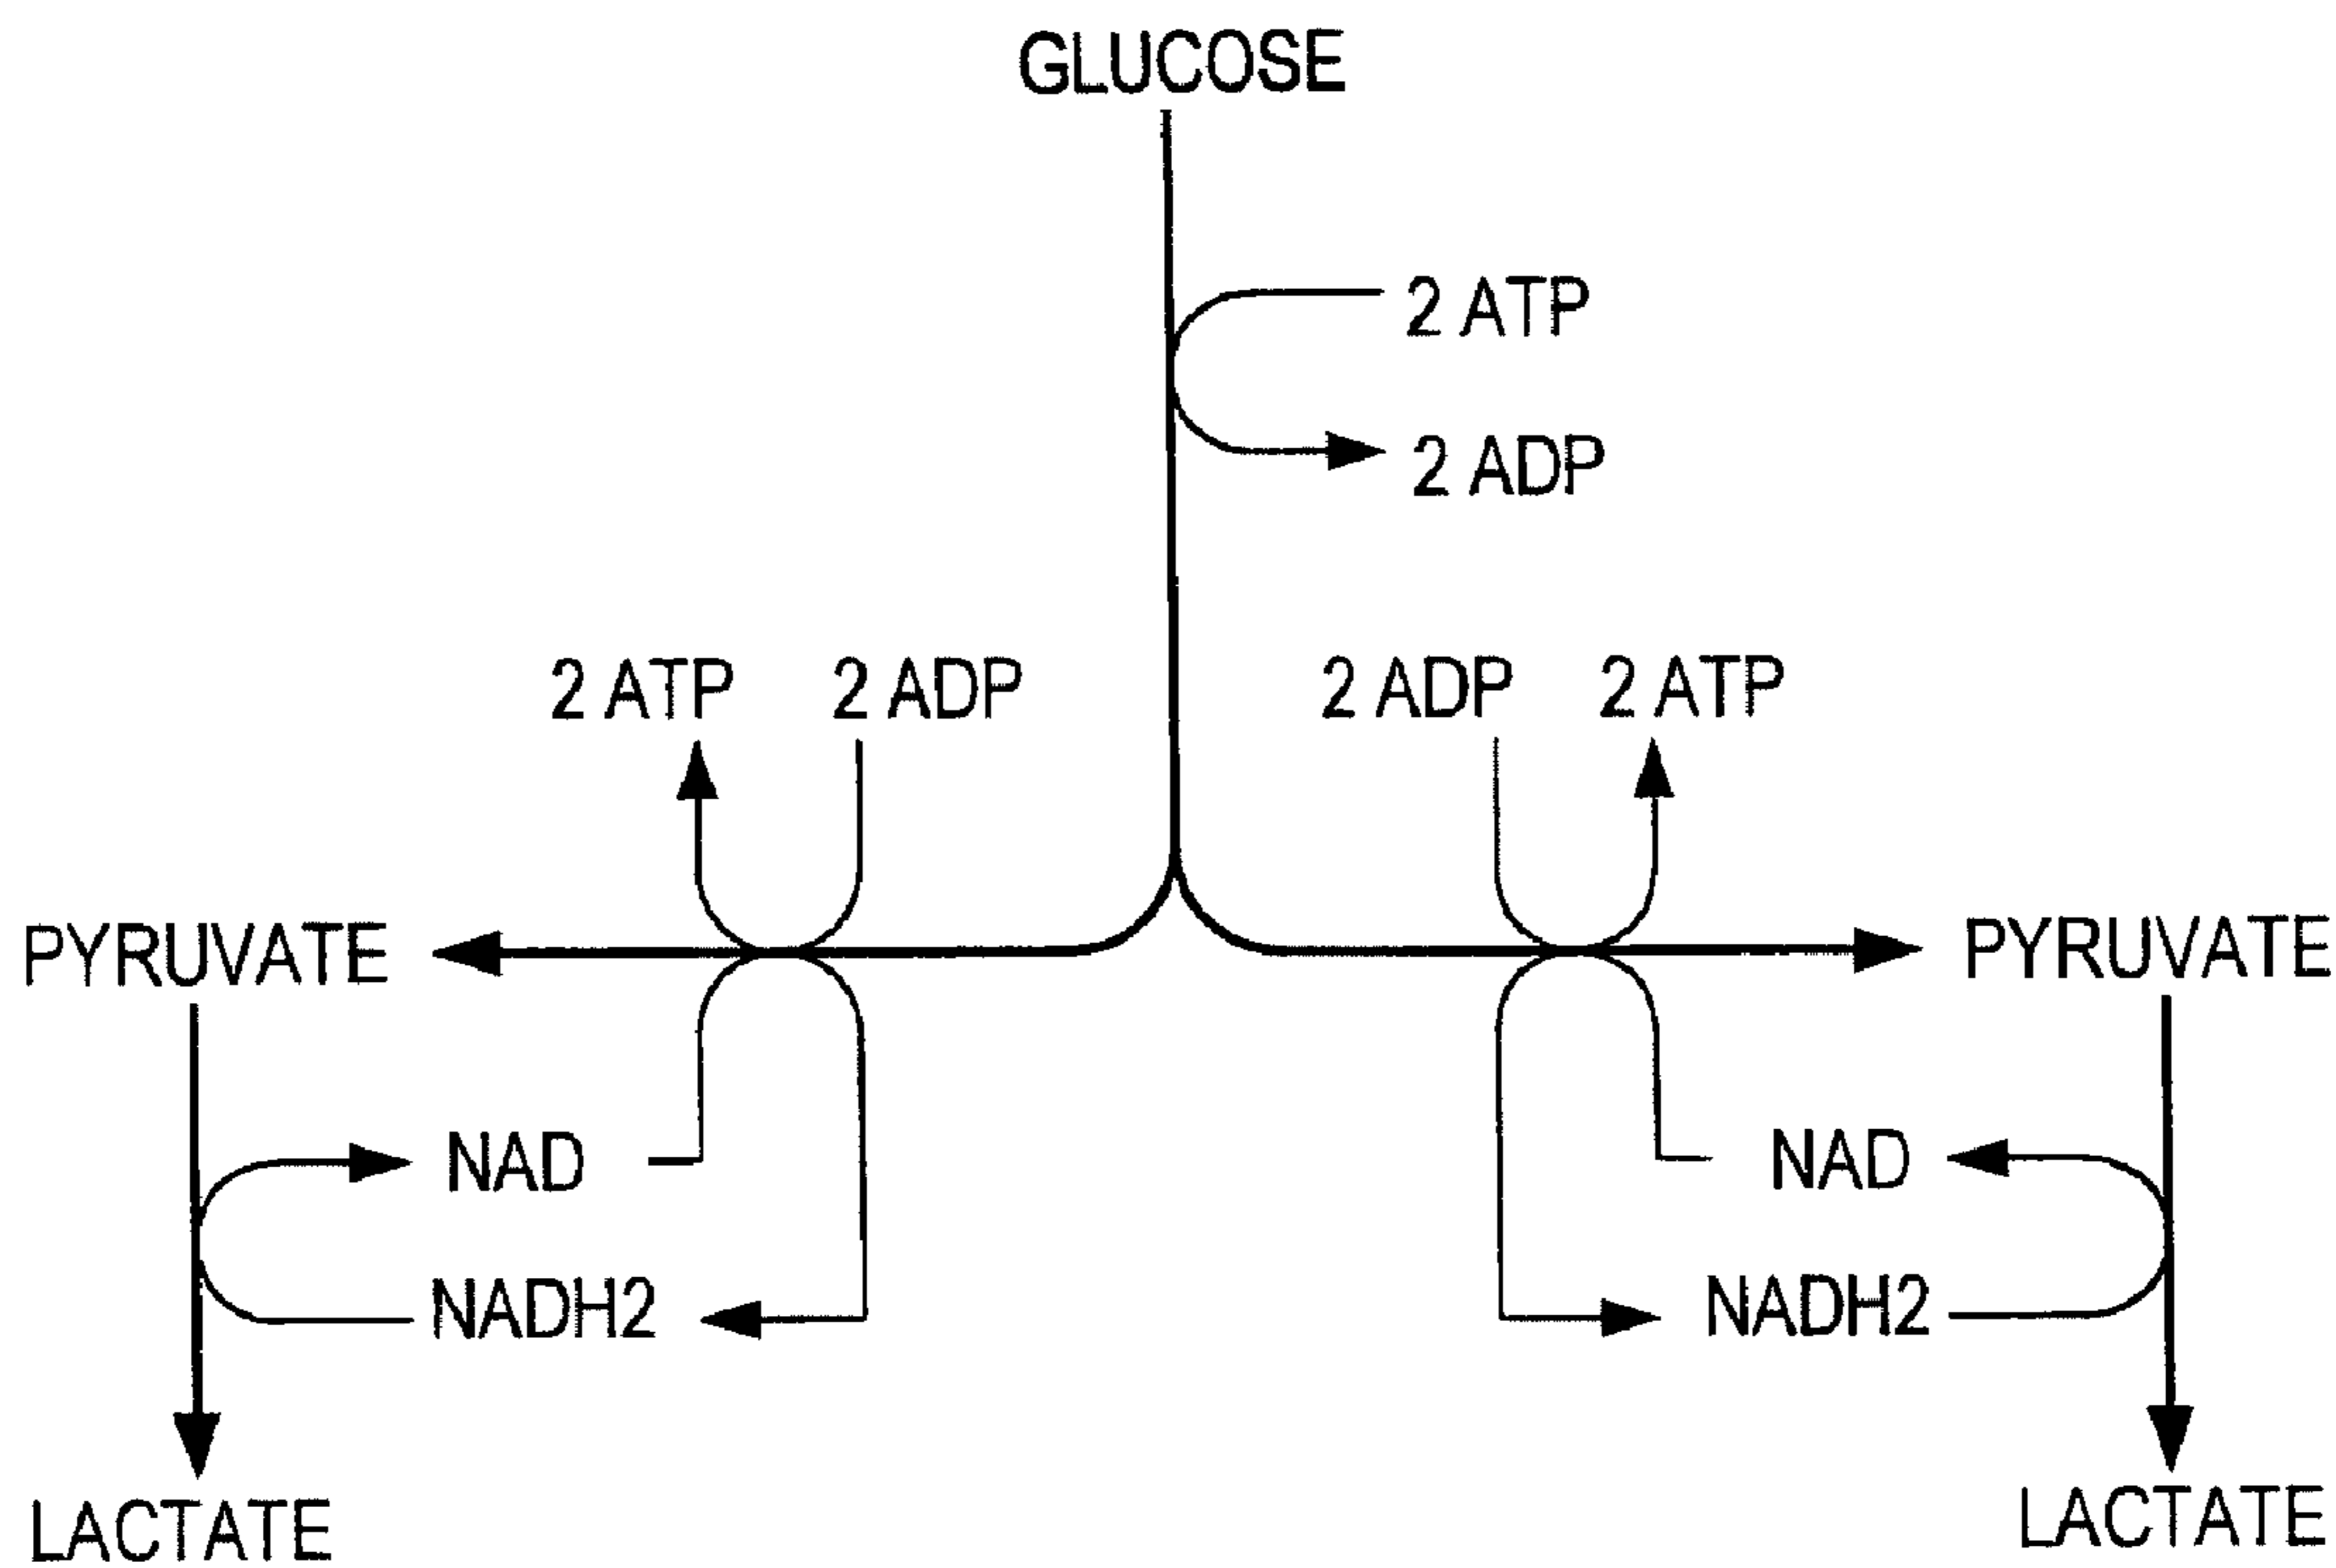 GLUCOSE
2 ATP
2 ADP
2 ATP 2 ADP 2 ADP 2 ATP
PYRUVATE PYRUVATE
NAD NAD
NADH2 NADH2
LACTATE LACTATE